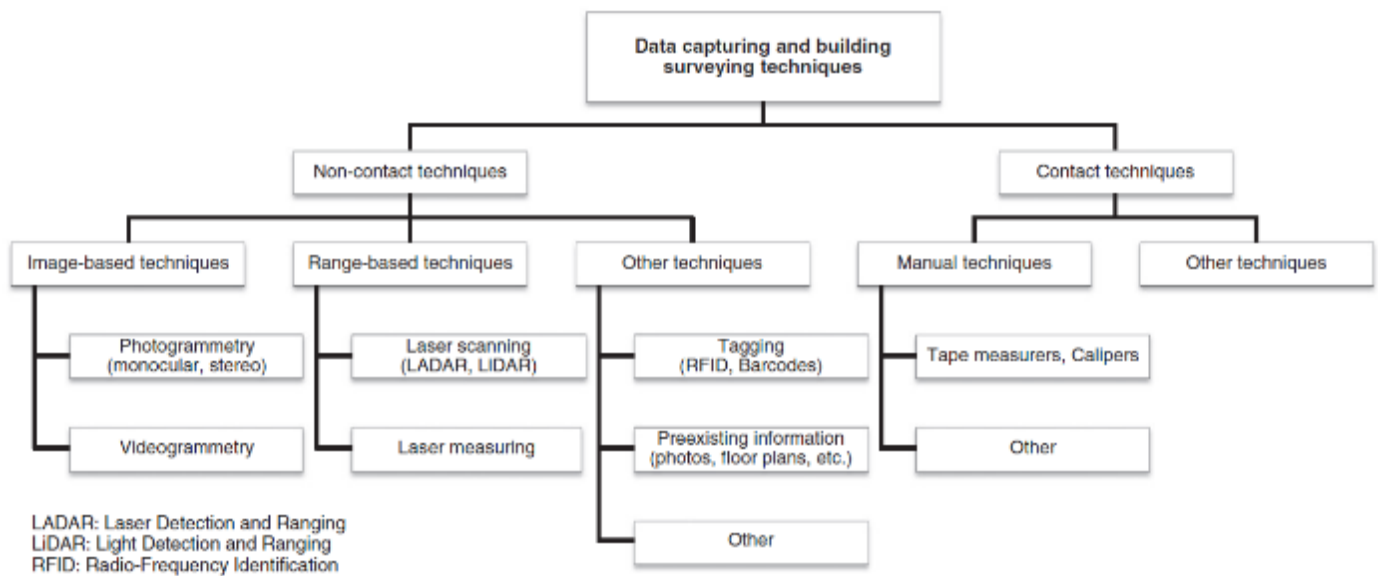 Data capturing and building
surveying techniques
Non-contact techniques
Contact techniques
Image-based techniques
Range-based techniques
Other techniques
Manual techniques
Other techniques
Photogrammetry
(monocular, stereo)
Laser scanning
(LADAR, LiDAR)
Tagging
(RFID, Barcodes)
Tape measurers, Calipers
Videogrammetry
Laser measuring
Preexisting information
(photos, floor plans, etc.)
Other
Other
LADAR: Laser Detection and Ranging
LiDAR: Light Detection and Ranging
RFID: Radio-Frequency Identification